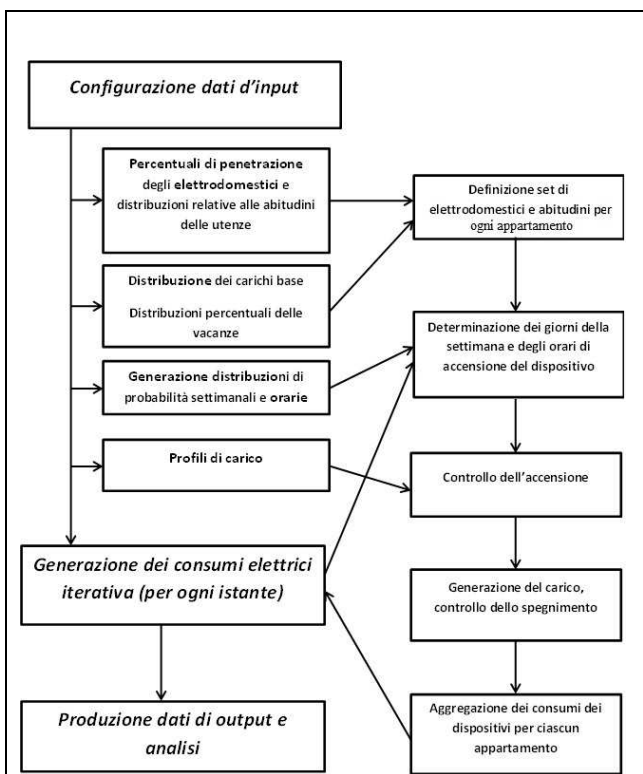 Configurazione dati d'input
Percentuali di penetrazione
degli elettrodomestici e
distribuzioni relative alle abitudini
delle utenze
Definizione set di
elettrodomestici e abitudini per
ogni appartamento
Distribuzione dei carichi base
Distribuzioni percentuali delle
vacanze
Determinazione dei giorni della
settimana e degli orari di
accensione del dispositivo
Generazione distribuzioni di
probabilità settimanali e orarie
Profili di carico
Controllo dell'accensione
Generazione dei consumi elettrici
iterativa (per ogni istante)
Generazione del carico,
controllo dello spegnimento
Produzione dati di output e
analisi
Aggregazione dei consumi dei
dispositivi per ciascun
appartamento